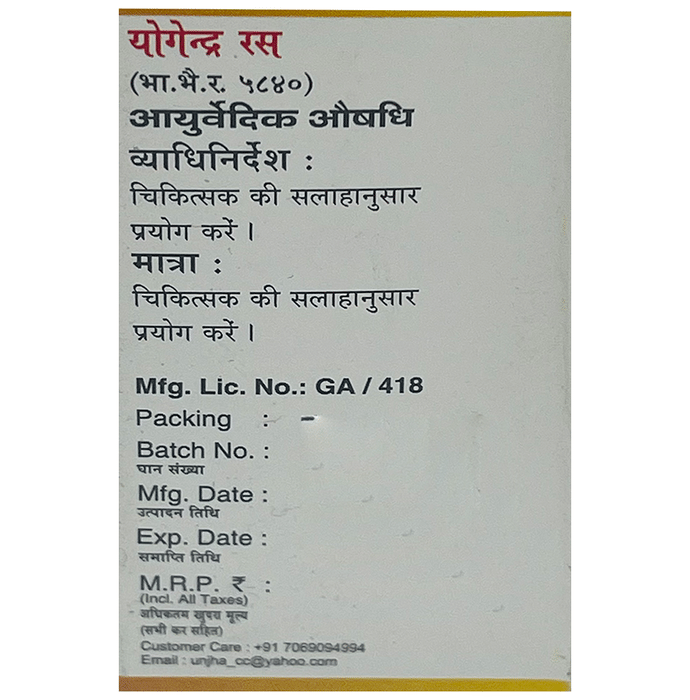 योगेन्द्र रस
(भा.भै.र. ५८४०)
आयुर्वेदिक औषधि
व्याधिनिर्देश :
चिकित्सक की सलाहानुसार
प्रयोग करें ।
मात्रा :
चिकित्सक की सलाहानुसार
प्रयोग करें ।
Mfg. Lic. No.: GA / 418
Packing : -
Batch No. :
घान संख्या
Mfg. Date :
उत्पादन तिथि
Exp. Date :
समाप्ति तिथि
M.R.P. ₹ :
(Incl. All Taxes)
अधिकतम खुदरा मूल्य
(सभी कर सहित)
Customer Care : +91 7069094994
Email : unjha_cc@yahoo.com